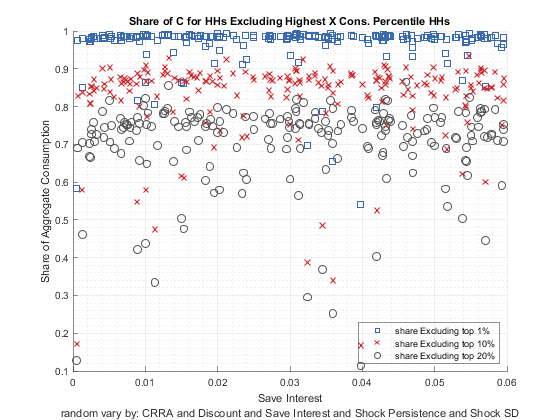 Share of C for HHs Excluding Highest X Cons. Percentile HHs
Share of Aggregate Consumption
1
0.9
0.8
0.7
0.6
0.5
0.4
0.3
0.2
0.1
share Excluding top 1%
share Excluding top 10%
share Excluding top 20%
0 0.01 0.02 0.03 0.04 0.05 0.06
Save Interest
random vary by: CRRA and Discount and Save Interest and Shock Persistence and Shock SD